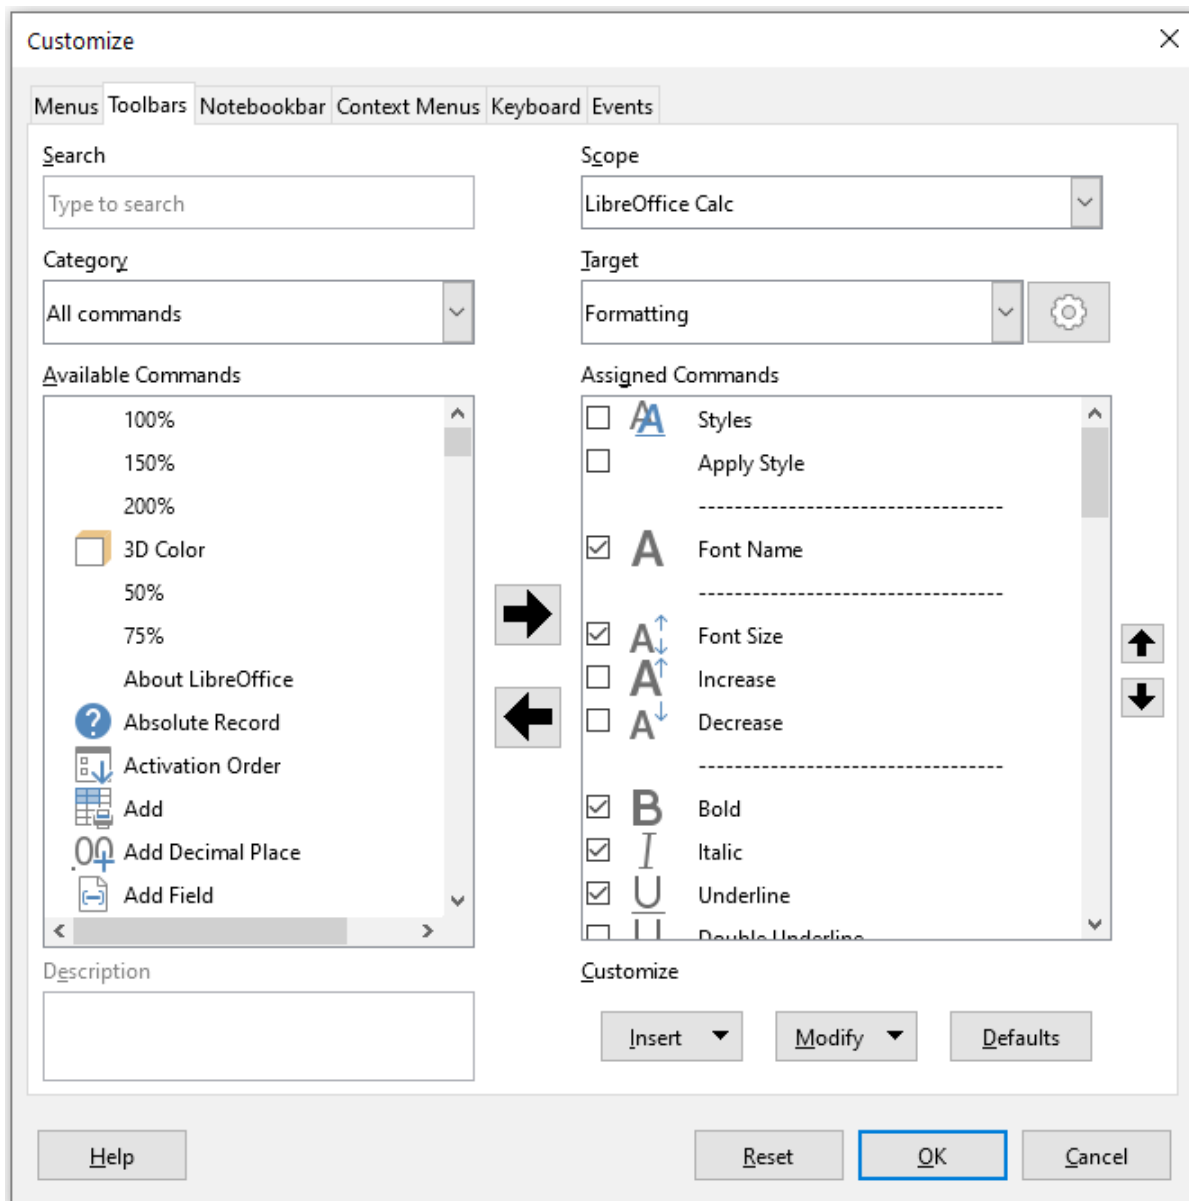 Customize
Menus Toolbars Notebookbar Context Menus Keyboard Events
Search
Type to search
Category
All commands
Available Commands
100%
150%
200%
3D Color
50%
75%
About LibreOffice
Absolute Record
Activation Order
Add
Add Decimal Place
Add Field
Description
Scope
LibreOffice Calc
Target
Formatting
Assigned Commands
Styles
Apply Style
----------------------------------
Font Name
----------------------------------
Font Size
Increase
Decrease
----------------------------------
Bold
Italic
Underline
Double Underline
Customize
Insert Modify Defaults
Help Reset OK Cancel